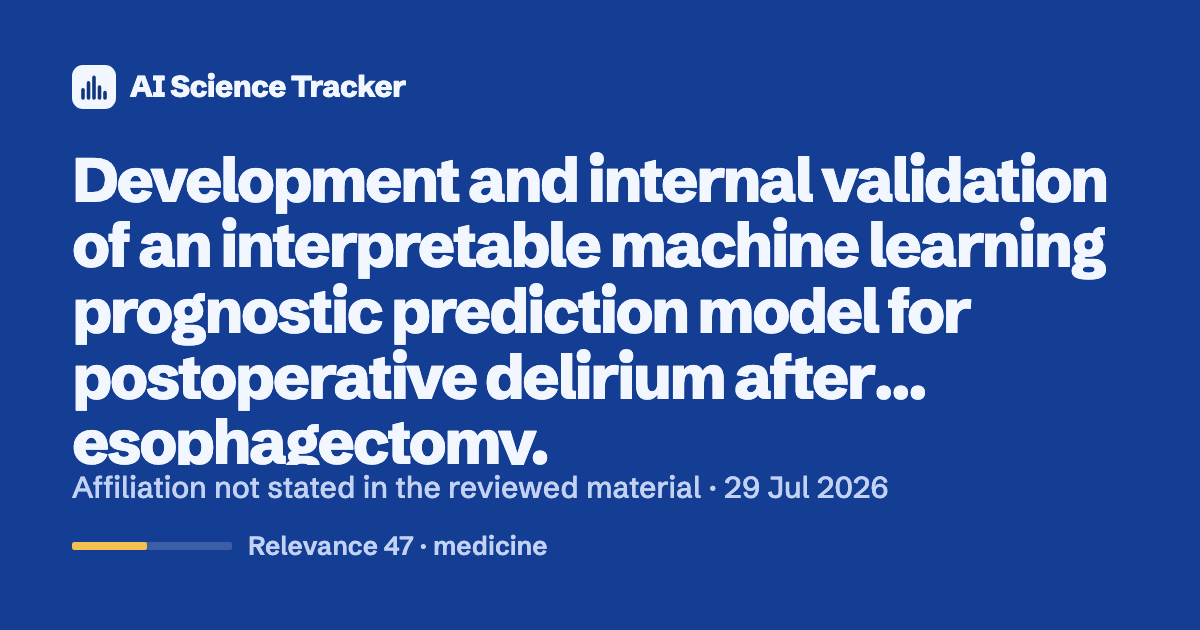 AI Science Tracker
Development and internal validation
of an interpretable machine learning
prognostic prediction model for
postoperative delirium after…
esophagectomy.
Affiliation not stated in the reviewed material · 29 Jul 2026
Relevance 47 · medicine